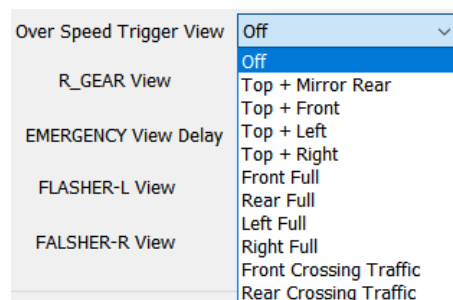 Over Speed Trigger View Off
Off
R_GEAR View Top + Mirror Rear
Top + Front
EMERGENCY View Delay Top + Left
Top + Right
FLASHER-L View Front Full
Rear Full
Left Full
FALSHER-R View Right Full
Front Crossing Traffic
Rear Crossing Traffic